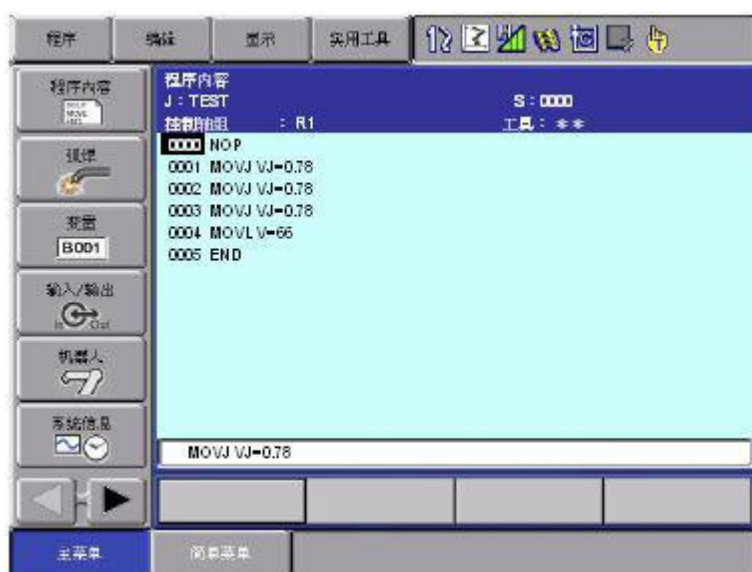 程序 编辑 显示 实用工具
程序内容
弧焊
变量
B001
输入/输出
In Out
机器人
系统信息
程序内容
J：TEST S：0000
控制轴组 ：R1 工具：＊＊
0000 NOP
0001 MOVJ VJ=0.78
0002 MOVJ VJ=0.78
0003 MOVJ VJ=0.78
0004 MOVL V=66
0005 END
MOVJ VJ=0.78
主菜单 简单菜单